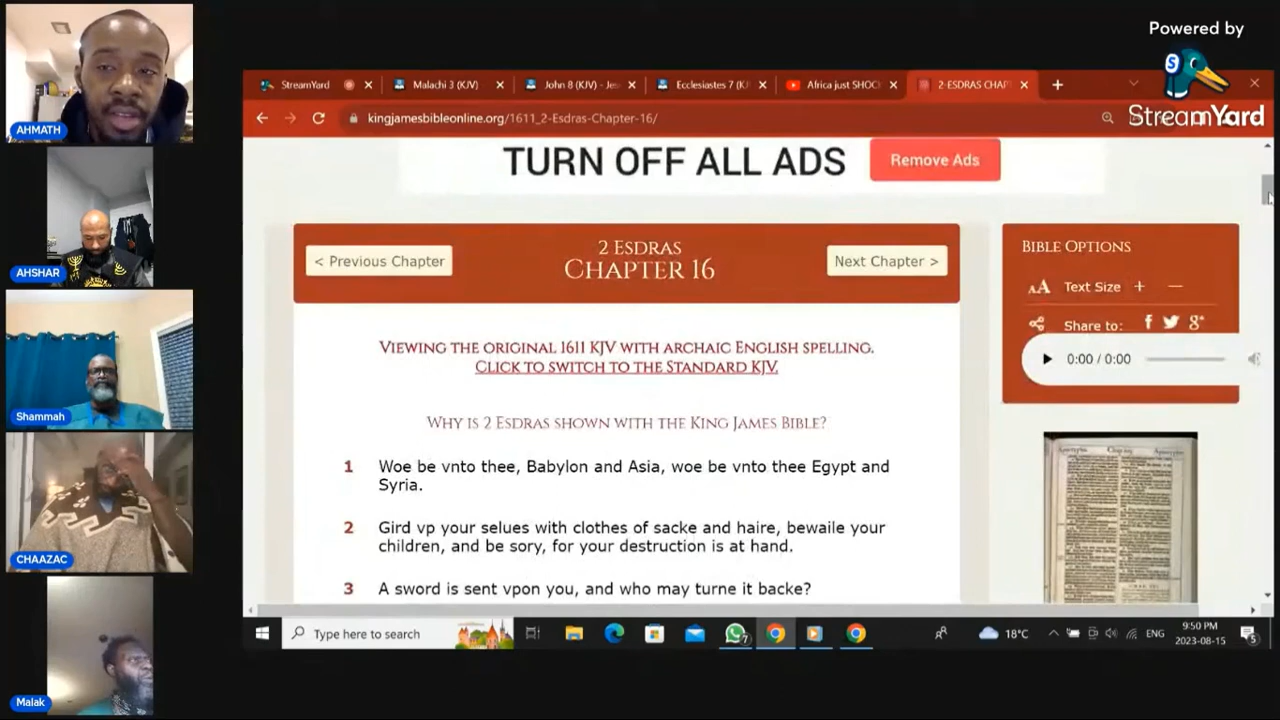 Powered by
StreamYard
AHMATH
AHSHAR
Shammah
CHAAZAC
Malak
StreamYard
Malachi 3 (KJV)
John 8 (KJV) - Jes
Ecclesiastes 7 (K
Africa just SHOC
2 ESDRAS CHAP
kingjamesbibleonline.org/1611_2-Esdras-Chapter-16/
TURN OFF ALL ADS
Remove Ads
< Previous Chapter
2 Esdras
Chapter 16
Next Chapter >
Viewing the original 1611 KJV with archaic English spelling.
Click to switch to the Standard KJV.
Why is 2 Esdras shown with the King James Bible?
1 Woe be vnto thee, Babylon and Asia, woe be vnto thee Egypt and
Syria.
2 Gird vp your selues with clothes of sacke and haire, bewaile your
children, and be sory, for your destruction is at hand.
3 A sword is sent vpon you, and who may turne it backe?
Bible Options
AA Text Size + —
Share to: f g+
0:00 / 0:00
Type here to search
7
18°C
ENG
9:50 PM
2023-08-15
5